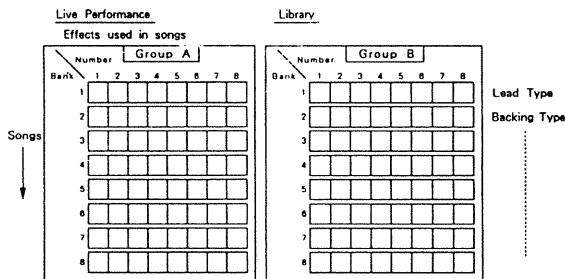 Live Performance
Library
Effects used in songs
Group A
Number
Bank 1 2 3 4 5 6 7 8
1
2
3
4
5
6
7
8
Songs
Group B
Number
Bank 1 2 3 4 5 6 7 8
1
2
3
4
5
6
7
8
Lead Type
Backing Type